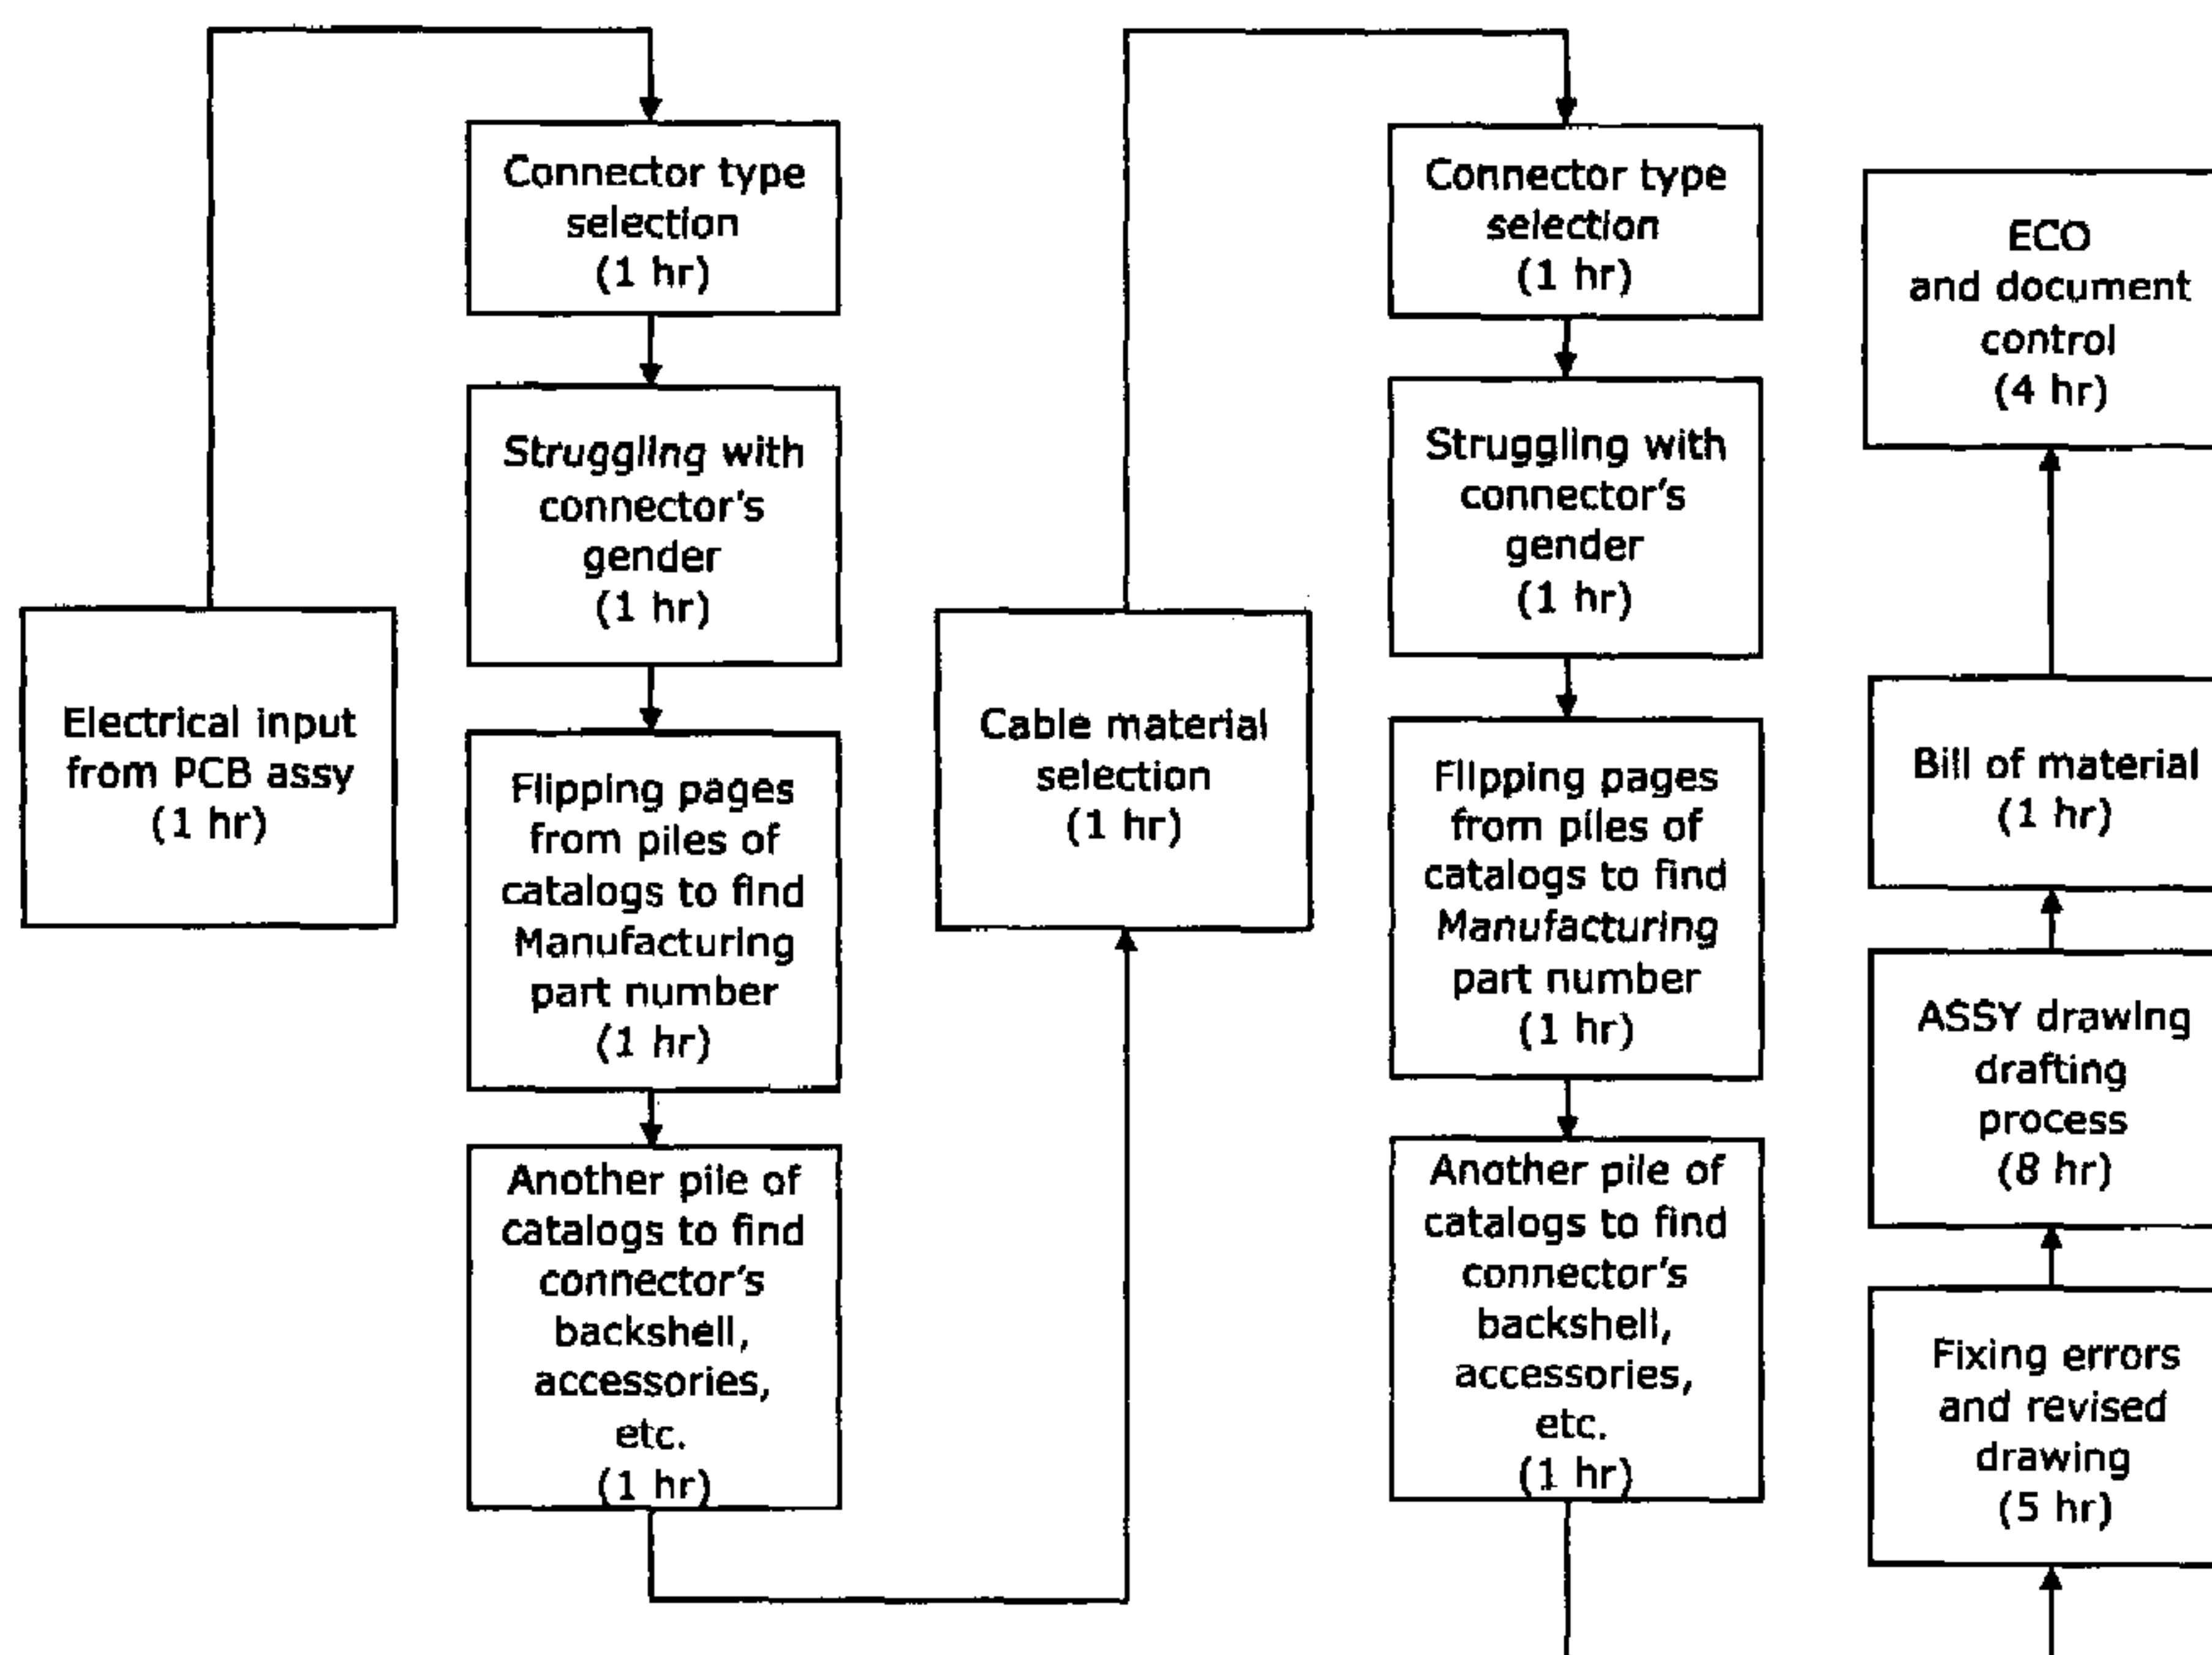 Electrical input
from PCB assy
(1 hr)
Connector type
selection
(1 hr)
Struggling with
connector's
gender
(1 hr)
Flipping pages
from piles of
catalogs to find
Manufacturing
part number
(1 hr)
Another pile of
catalogs to find
connector's
backshell,
accessories,
etc.
(1 hr)
Cable material
selection
(1 hr)
Connector type
selection
(1 hr)
Struggling with
connector's
gender
(1 hr)
Flipping pages
from piles of
catalogs to find
Manufacturing
part number
(1 hr)
Another pile of
catalogs to find
connector's
backshell,
accessories,
etc.
(1 hr)
Fixing errors
and revised
drawing
(5 hr)
ASSY drawing
drafting
process
(8 hr)
Bill of material
(1 hr)
ECO
and document
control
(4 hr)